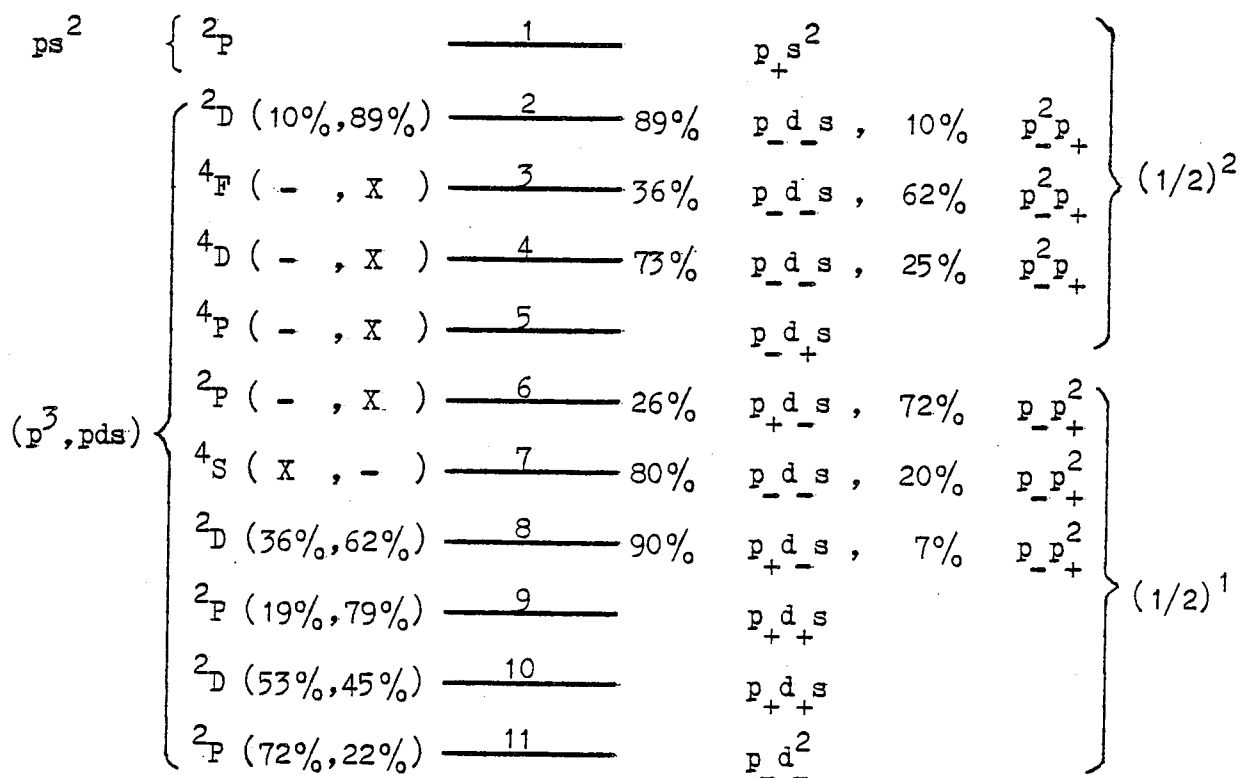 ps² { ²P 1 p₊s²
²D (10%,89%) 2 89% p₋d₋s , 10% p₋²p₊
⁴F ( - , X ) 3 36% p₋d₋s , 62% p₋²p₊ (1/2)²
⁴D ( - , X ) 4 73% p₋d₋s , 25% p₋²p₊
⁴P ( - , X ) 5 p₋d₊s
²P ( - , X ) 6 26% p₊d₋s , 72% p₋p₊²
(p³,pds) { ⁴S ( X , - ) 7 80% p₋d₋s , 20% p₋p₊²
²D (36%,62%) 8 90% p₊d₋s , 7% p₋p₊²
²P (19%,79%) 9 p₊d₊s (1/2)¹
²D (53%,45%) 10 p₊d₊s
²P (72%,22%) 11 p₋d₋²